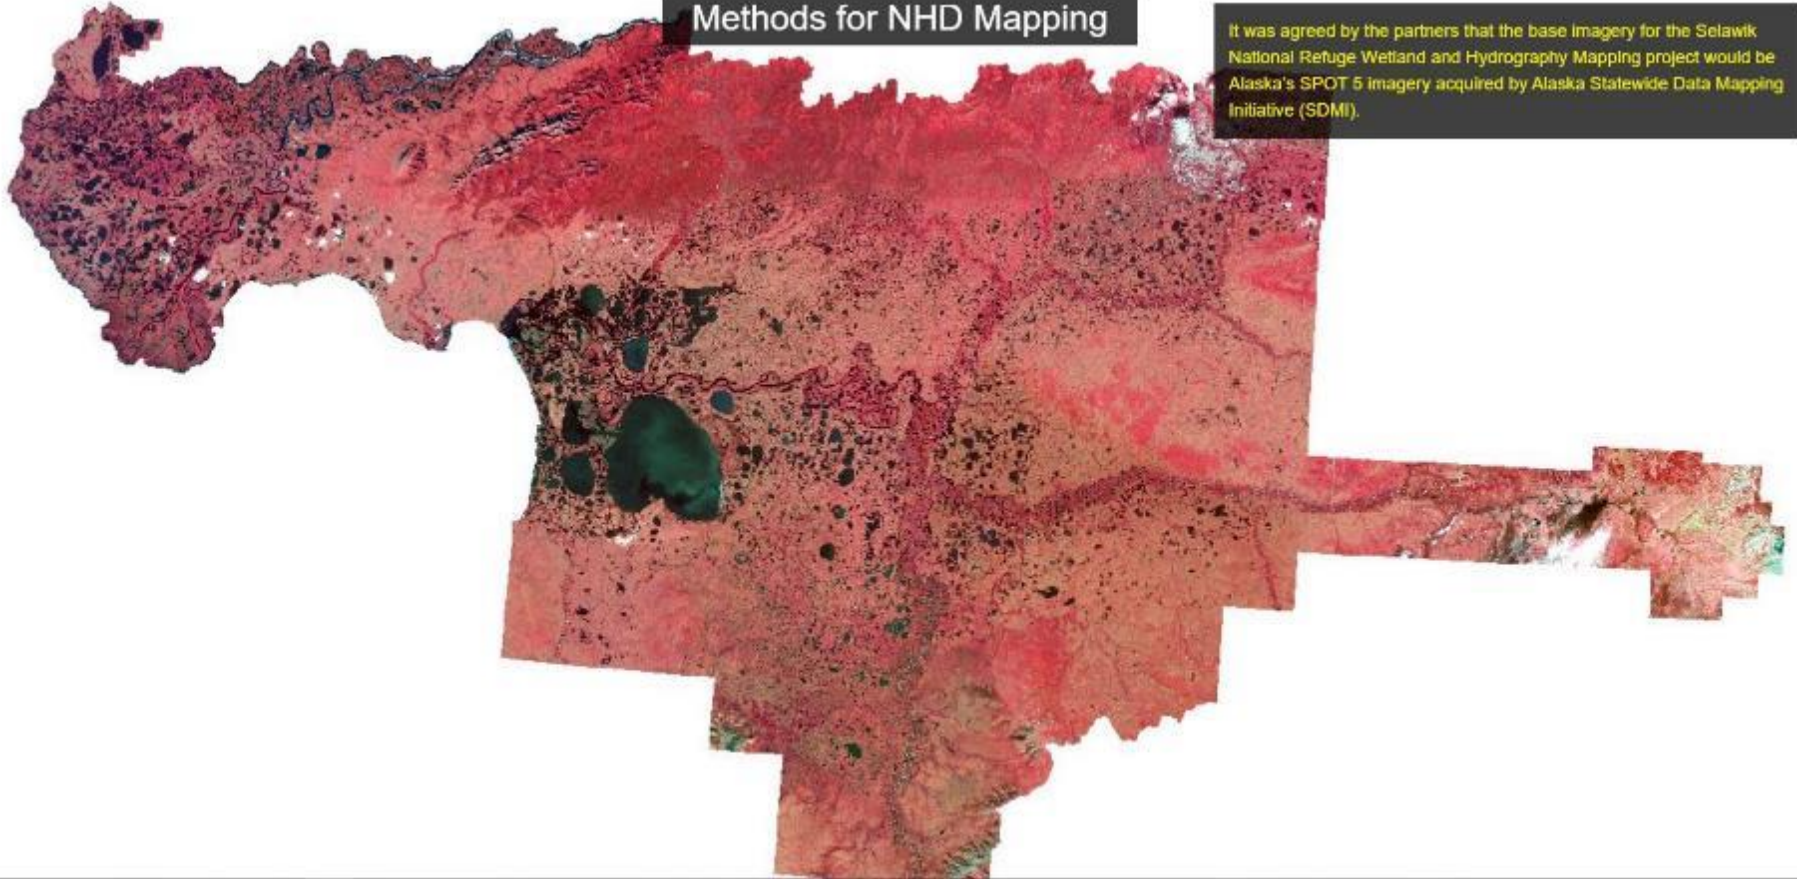 Methods for NHD Mapping
It was agreed by the partners that the base imagery for the Selawik
National Refuge Wetland and Hydrography Mapping project would be
Alaska's SPOT 5 imagery acquired by Alaska Statewide Data Mapping
Initiative (SDMI).